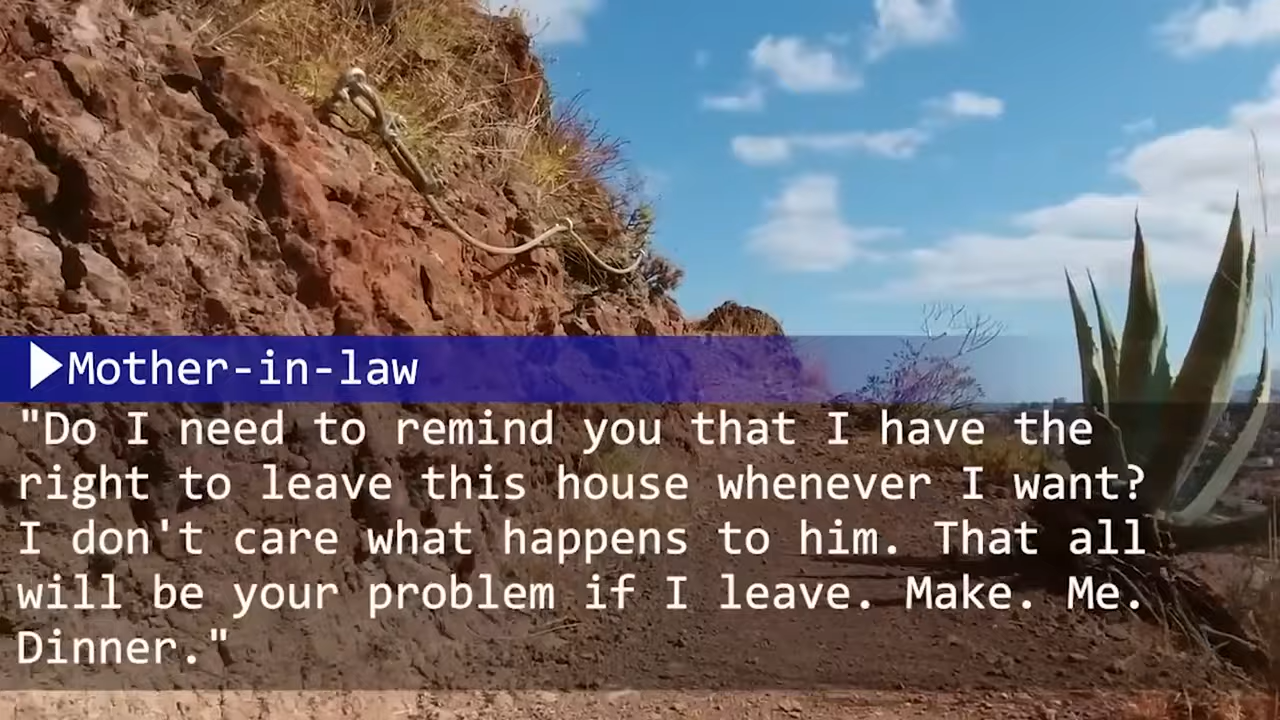 ▶Mother-in-law
"Do I need to remind you that I have the
right to leave this house whenever I want?
I don't care what happens to him. That all
will be your problem if I leave. Make. Me.
Dinner."